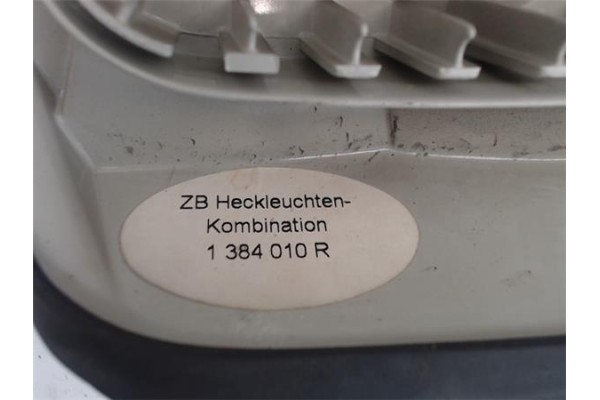 ZB Heckleuchten-
Kombination
1 384 010 R